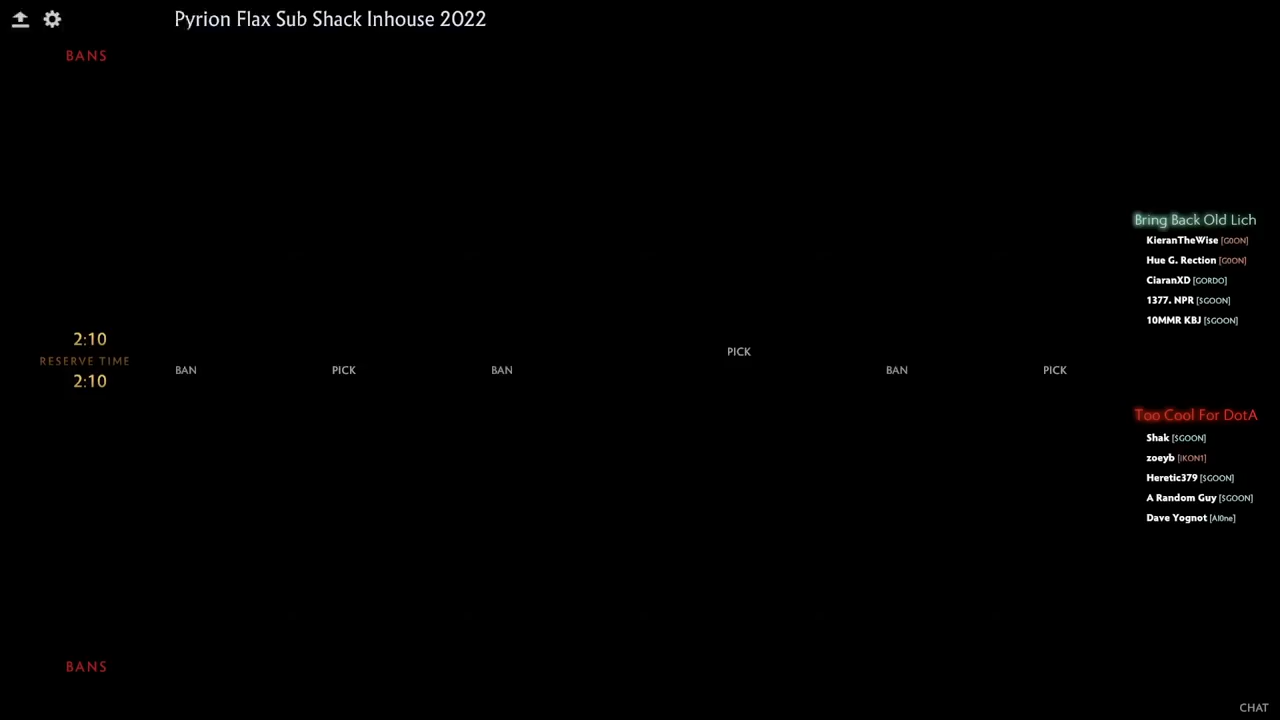 Pyrion Flax Sub Shack Inhouse 2022
BANS
Bring Back Old Lich
KieranTheWise [G0ON]
Hue G. Rection [G0ON]
CiaranXD [GORDO]
1377. NPR [SGOON]
10MMR KBJ [SGOON]
2:10
RESERVE TIME
2:10
BAN PICK BAN PICK BAN PICK
Too Cool For DotA
Shak [SGOON]
zoeyb [iKON1]
Heretic379 [SGOON]
A Random Guy [SGOON]
Dave Yognot [Al0ne]
BANS
CHAT